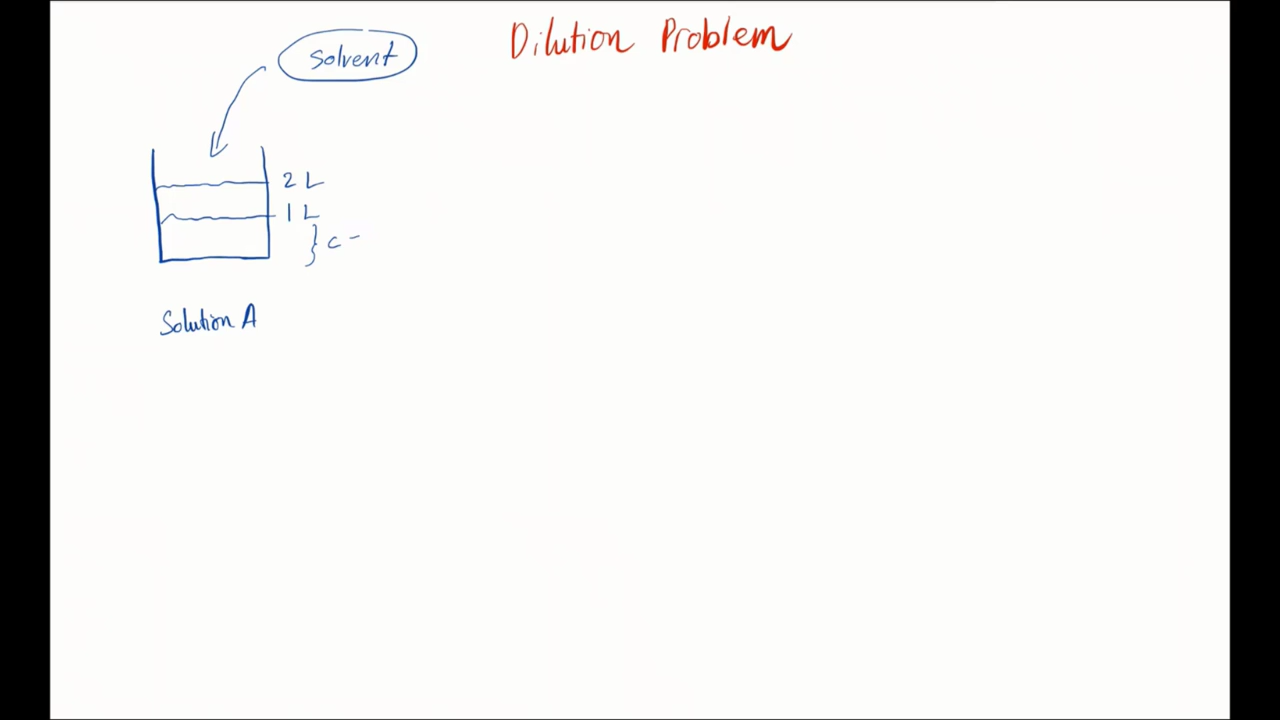 Dilution Problem
Solvent
2 L
1 L
} c -
Solution A